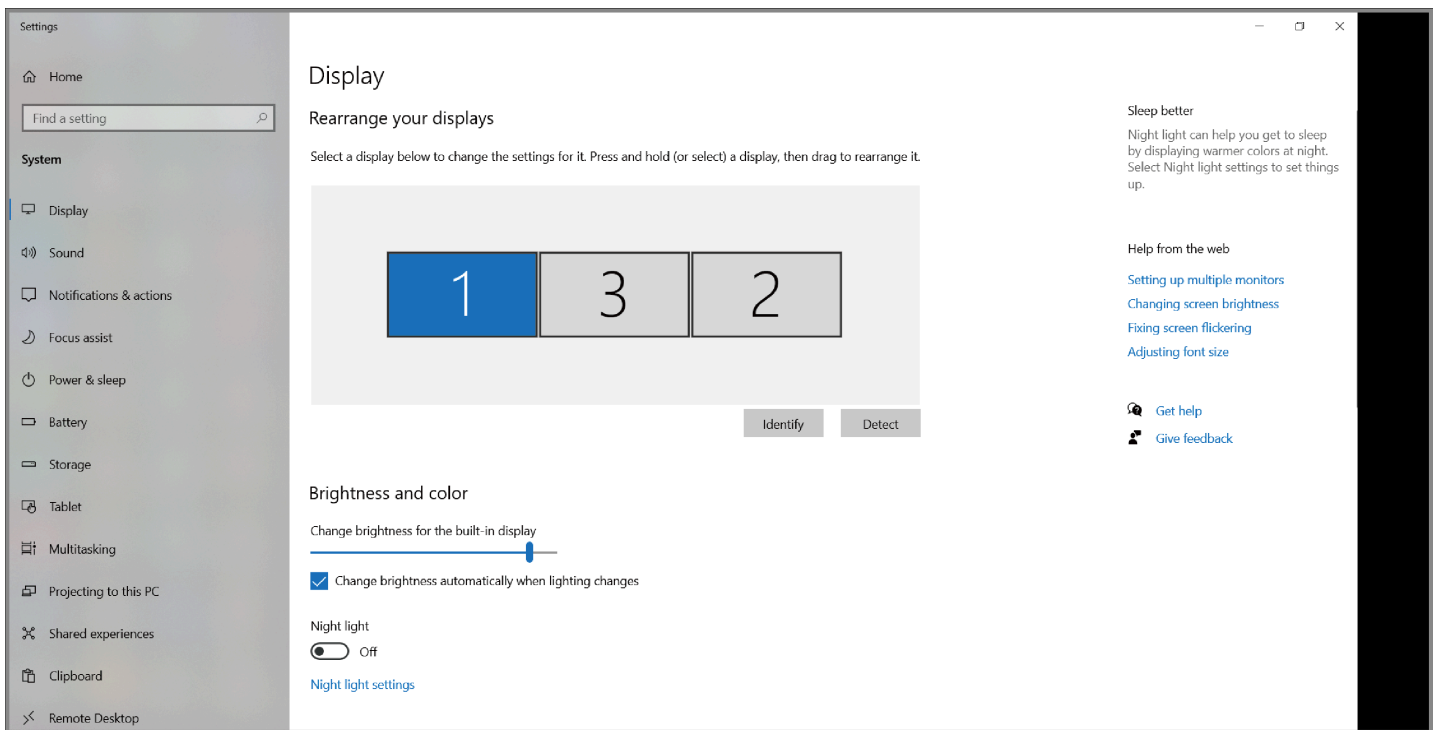 Settings
Home
Find a setting
System
Display
Sound
Notifications & actions
Focus assist
Power & sleep
Battery
Storage
Tablet
Multitasking
Projecting to this PC
Shared experiences
Clipboard
Remote Desktop
Display
Rearrange your displays
Select a display below to change the settings for it. Press and hold (or select) a display, then drag to rearrange it.
1 3 2
Identify Detect
Brightness and color
Change brightness for the built-in display
Change brightness automatically when lighting changes
Night light
Off
Night light settings
Sleep better
Night light can help you get to sleep
by displaying warmer colors at night.
Select Night light settings to set things
up.
Help from the web
Setting up multiple monitors
Changing screen brightness
Fixing screen flickering
Adjusting font size
Get help
Give feedback